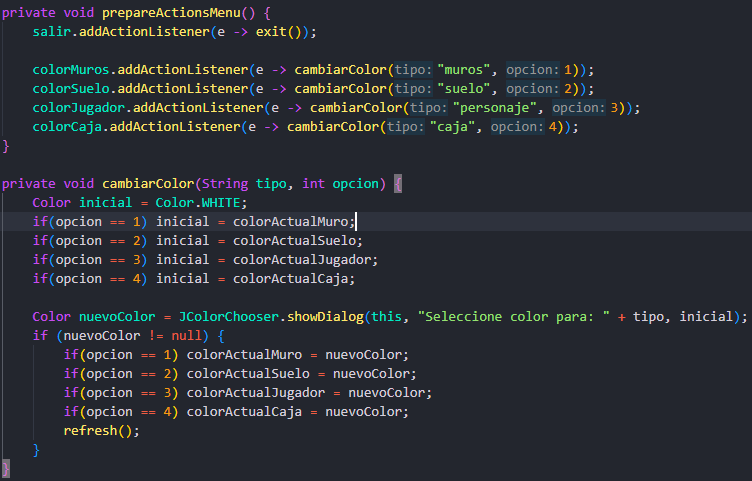 private void prepareActionsMenu() {
salir.addActionListener(e -> exit());
colorMuros.addActionListener(e -> cambiarColor(tipo: "muros", opcion: 1));
colorSuelo.addActionListener(e -> cambiarColor(tipo: "suelo", opcion: 2));
colorJugador.addActionListener(e -> cambiarColor(tipo: "personaje", opcion: 3));
colorCaja.addActionListener(e -> cambiarColor(tipo: "caja", opcion: 4));
}
private void cambiarColor(String tipo, int opcion) {
Color inicial = Color.WHITE;
if(opcion == 1) inicial = colorActualMuro;
if(opcion == 2) inicial = colorActualSuelo;
if(opcion == 3) inicial = colorActualJugador;
if(opcion == 4) inicial = colorActualCaja;
Color nuevoColor = JColorChooser.showDialog(this, "Seleccione color para: " + tipo, inicial);
if (nuevoColor != null) {
if(opcion == 1) colorActualMuro = nuevoColor;
if(opcion == 2) colorActualSuelo = nuevoColor;
if(opcion == 3) colorActualJugador = nuevoColor;
if(opcion == 4) colorActualCaja = nuevoColor;
refresh();
}
}